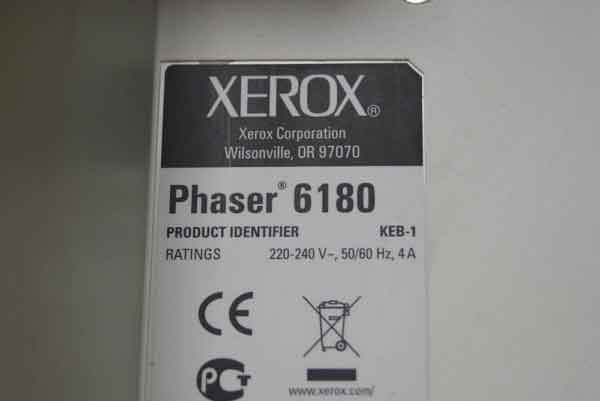 XEROX®
Xerox Corporation
Wilsonville, OR 97070
Phaser® 6180
PRODUCT IDENTIFIER KEB-1
RATINGS 220-240 V~, 50/60 Hz, 4 A
CE
PCT
www.xerox.com/